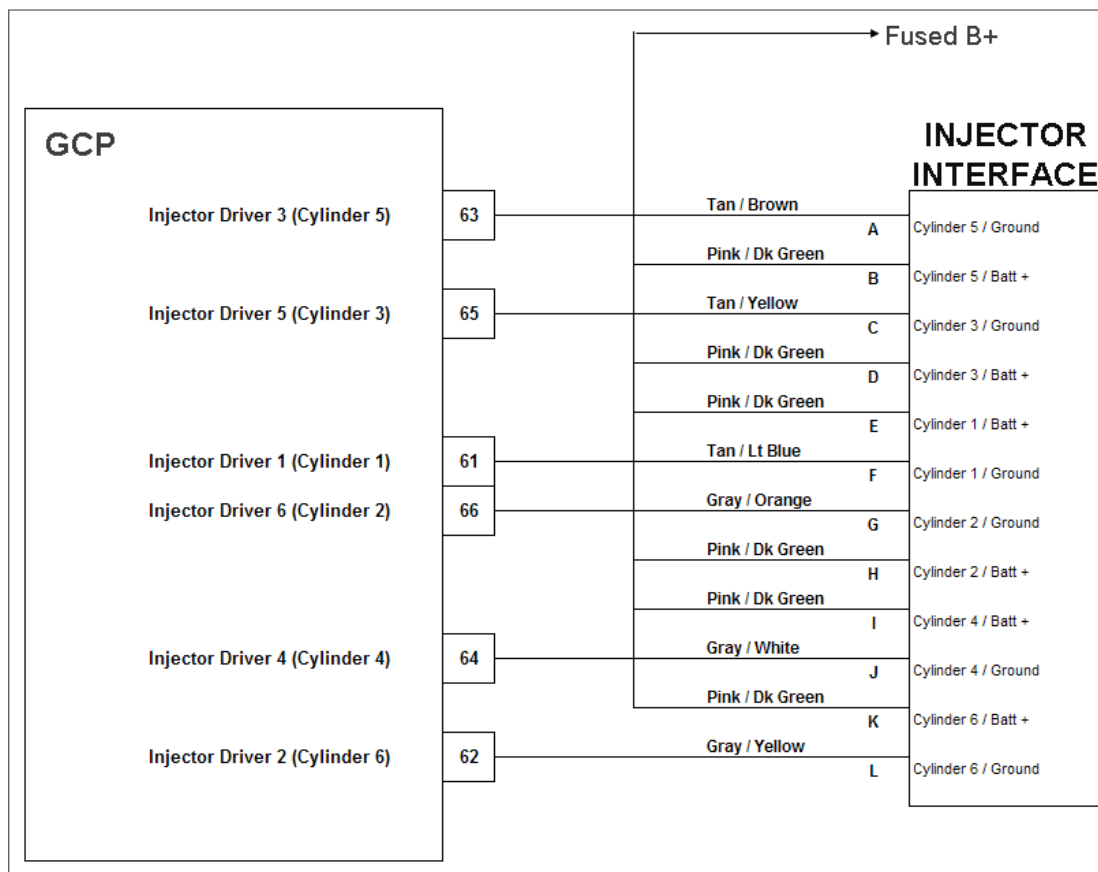 Fused B+
GCP
INJECTOR
INTERFACE
Injector Driver 3 (Cylinder 5)
63
Tan / Brown
A
Cylinder 5 / Ground
Pink / Dk Green
B
Cylinder 5 / Batt +
Injector Driver 5 (Cylinder 3)
65
Tan / Yellow
C
Cylinder 3 / Ground
Pink / Dk Green
D
Cylinder 3 / Batt +
Pink / Dk Green
E
Cylinder 1 / Batt +
Injector Driver 1 (Cylinder 1)
61
Tan / Lt Blue
F
Cylinder 1 / Ground
Injector Driver 6 (Cylinder 2)
66
Gray / Orange
G
Cylinder 2 / Ground
Pink / Dk Green
H
Cylinder 2 / Batt +
Pink / Dk Green
I
Cylinder 4 / Batt +
Injector Driver 4 (Cylinder 4)
64
Gray / White
J
Cylinder 4 / Ground
Pink / Dk Green
K
Cylinder 6 / Batt +
Injector Driver 2 (Cylinder 6)
62
Gray / Yellow
L
Cylinder 6 / Ground